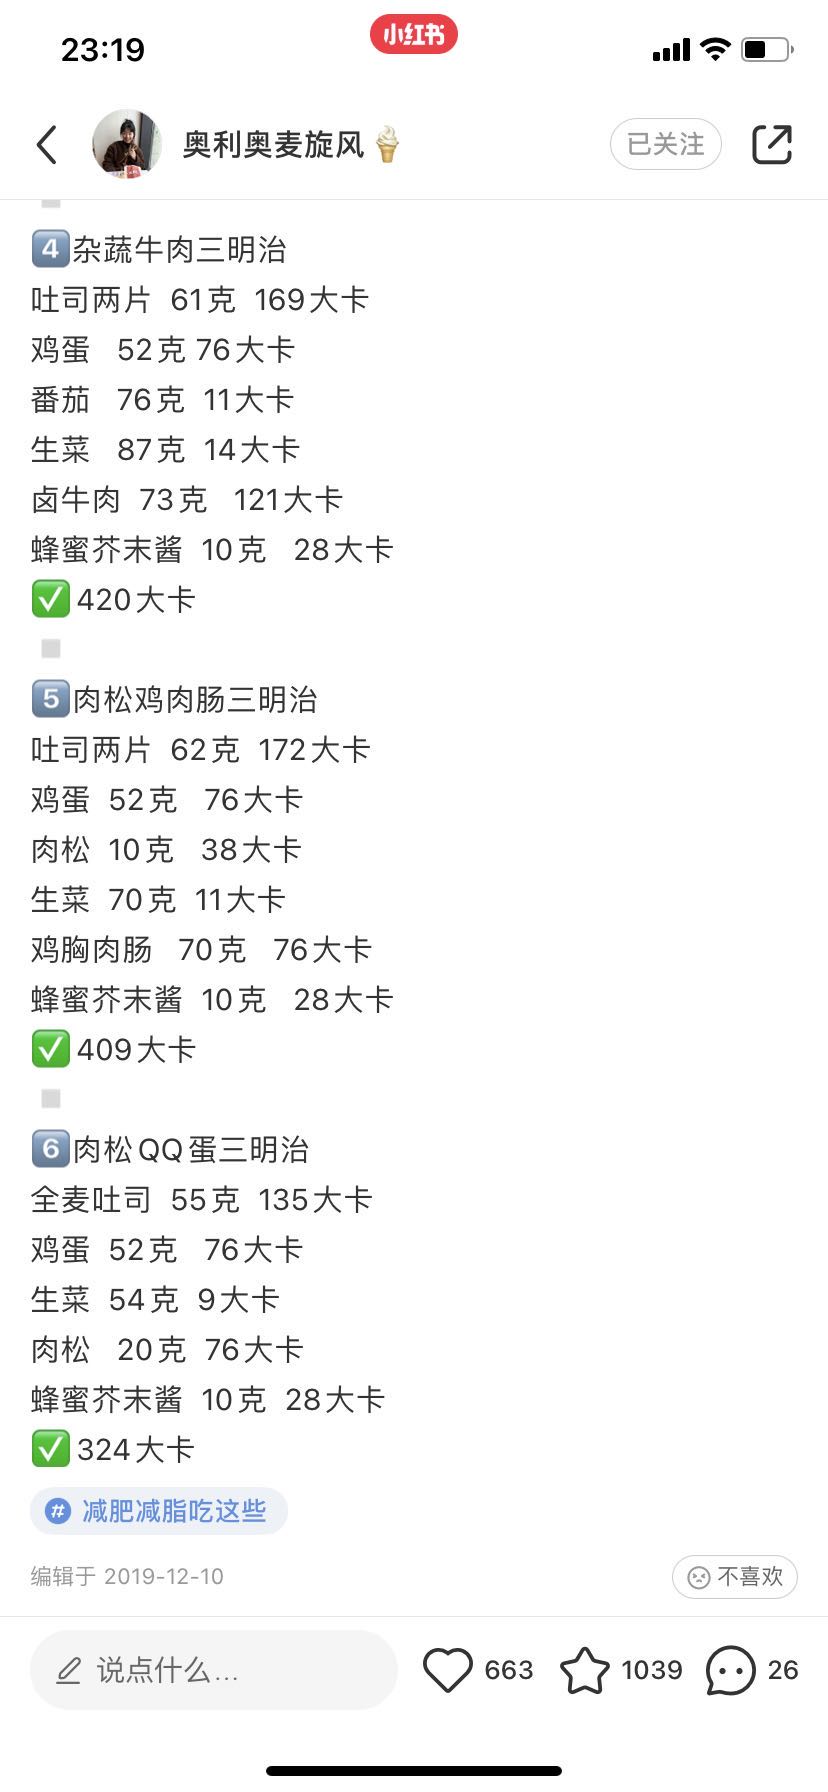 23:19
小红书
奥利奥麦旋风🍦
已关注
4️⃣杂蔬牛肉三明治
吐司两片 61克 169大卡
鸡蛋 52克 76大卡
番茄 76克 11大卡
生菜 87克 14大卡
卤牛肉 73克 121大卡
蜂蜜芥末酱 10克 28大卡
✅420大卡
5️⃣肉松鸡肉肠三明治
吐司两片 62克 172大卡
鸡蛋 52克 76大卡
肉松 10克 38大卡
生菜 70克 11大卡
鸡胸肉肠 70克 76大卡
蜂蜜芥末酱 10克 28大卡
✅409大卡
6️⃣肉松QQ蛋三明治
全麦吐司 55克 135大卡
鸡蛋 52克 76大卡
生菜 54克 9大卡
肉松 20克 76大卡
蜂蜜芥末酱 10克 28大卡
✅324大卡
# 减肥减脂吃这些
编辑于 2019-12-10
不喜欢
说点什么...
663
1039
26